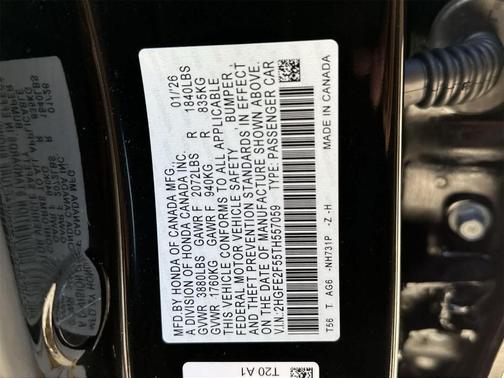 MFD.BY HONDA OF CANADA MFG. 01/26
A DIVISION OF HONDA CANADA INC.
GVWR 3880LBS GAWR F 2072LBS R 1840LBS
GVWR 1760KG GAWR F 940KG R 835KG
THIS VEHICLE CONFORMS TO ALL APPLICABLE
FEDERAL MOTOR VEHICLE SAFETY, BUMPER,
AND THEFT PREVENTION STANDARDS IN EFFECT
ON THE DATE OF MANUFACTURE SHOWN ABOVE.
V.I.N.:2HGFE2F55TH557059 TYPE: PASSENGER CAR
T56 T AG6 -NH731P -Z -H MADE IN CANADA
T20 A1